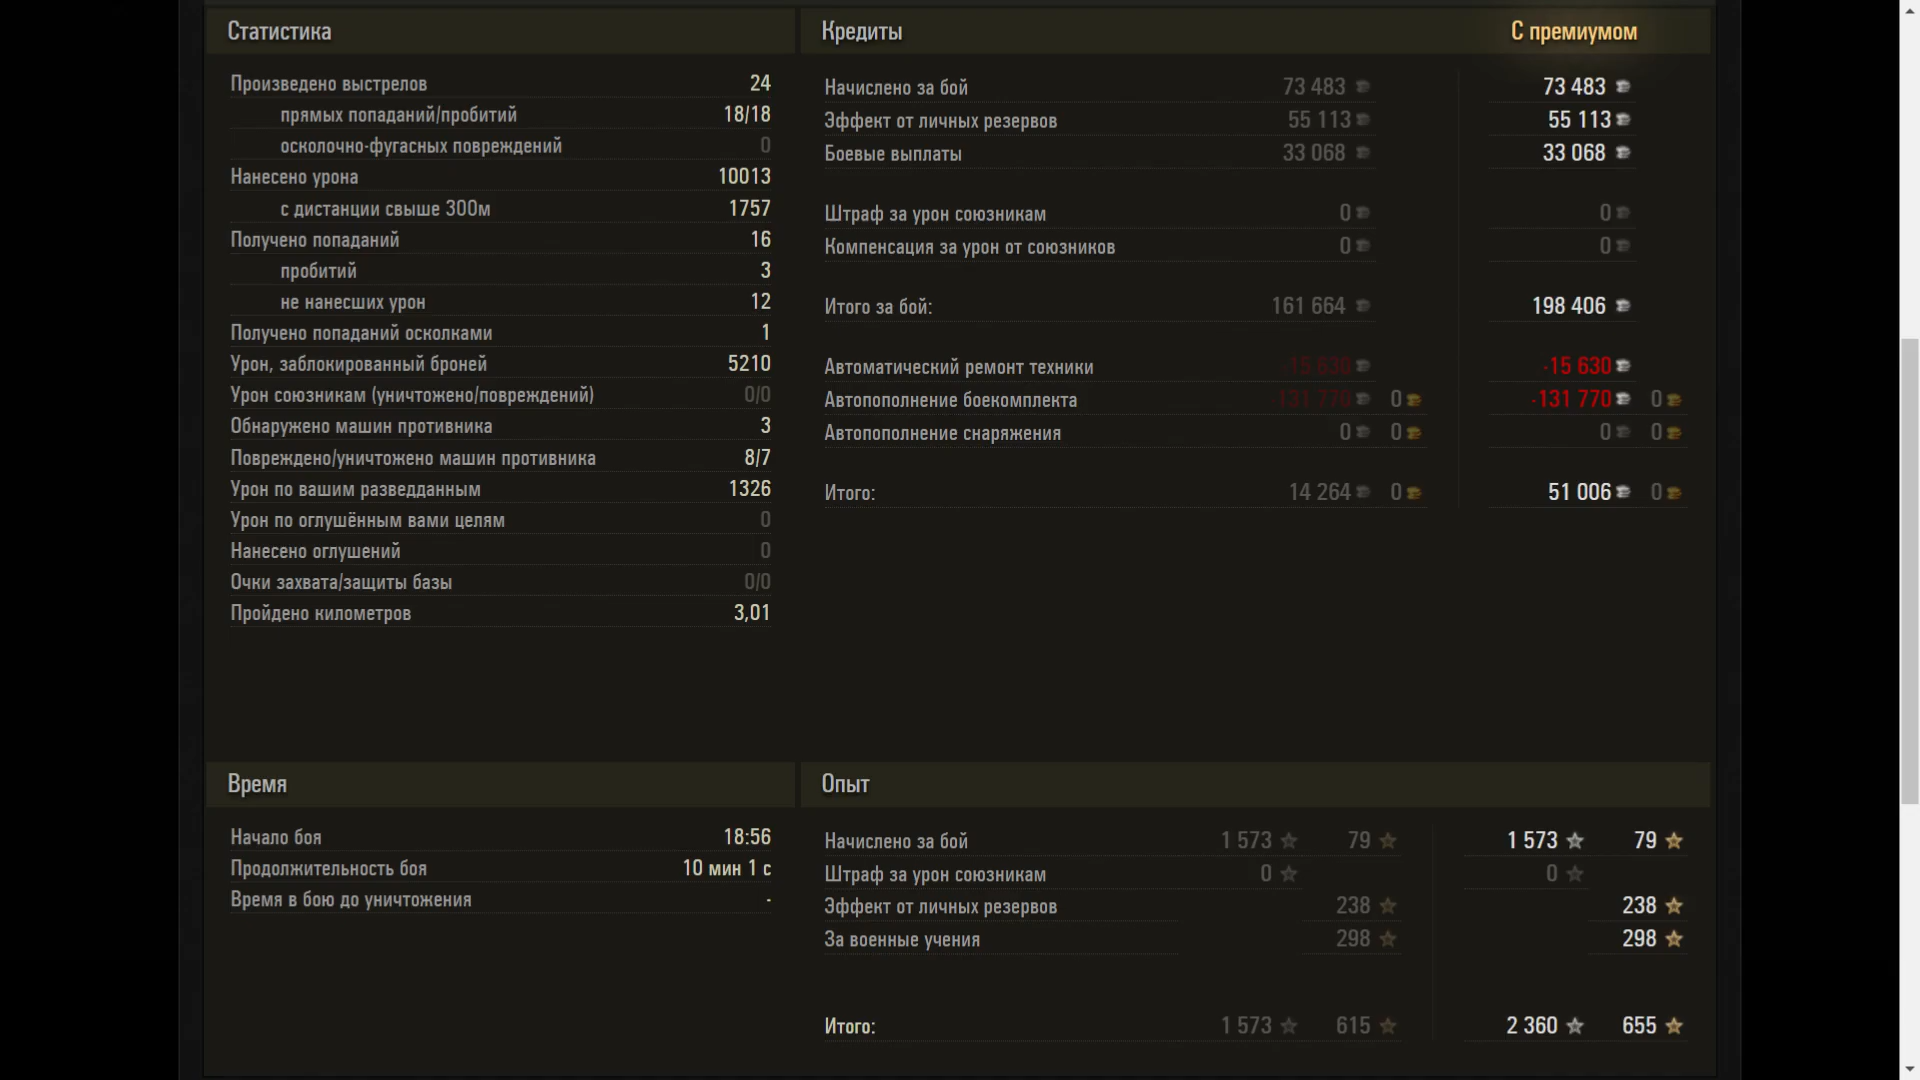 Статистика
Произведено выстрелов 24
прямых попаданий/пробитий 18/18
осколочно-фугасных повреждений 0
Нанесено урона 10013
с дистанции свыше 300м 1757
Получено попаданий 16
пробитий 3
не нанесших урон 12
Получено попаданий осколками 1
Урон, заблокированный броней 5210
Урон союзникам (уничтожено/повреждений) 0/0
Обнаружено машин противника 3
Повреждено/уничтожено машин противника 8/7
Урон по вашим разведданным 1326
Урон по оглушённым вами целям 0
Нанесено оглушений 0
Очки захвата/защиты базы 0/0
Пройдено километров 3,01
Кредиты С премиумом
Начислено за бой 73 483 73 483
Эффект от личных резервов 55 113 55 113
Боевые выплаты 33 068 33 068
Штраф за урон союзникам 0 0
Компенсация за урон от союзников 0 0
Итого за бой: 161 664 198 406
Автоматический ремонт техники -15 630 -15 630
Автопополнение боекомплекта -131 770 0 -131 770 0
Автопополнение снаряжения 0 0 0 0
Итого: 14 264 0 51 006 0
Время
Начало боя 18:56
Продолжительность боя 10 мин 1 с
Время в бою до уничтожения -
Опыт
Начислено за бой 1 573 79 1 573 79
Штраф за урон союзникам 0 0
Эффект от личных резервов 238 238
За военные учения 298 298
Итого: 1 573 615 2 360 655